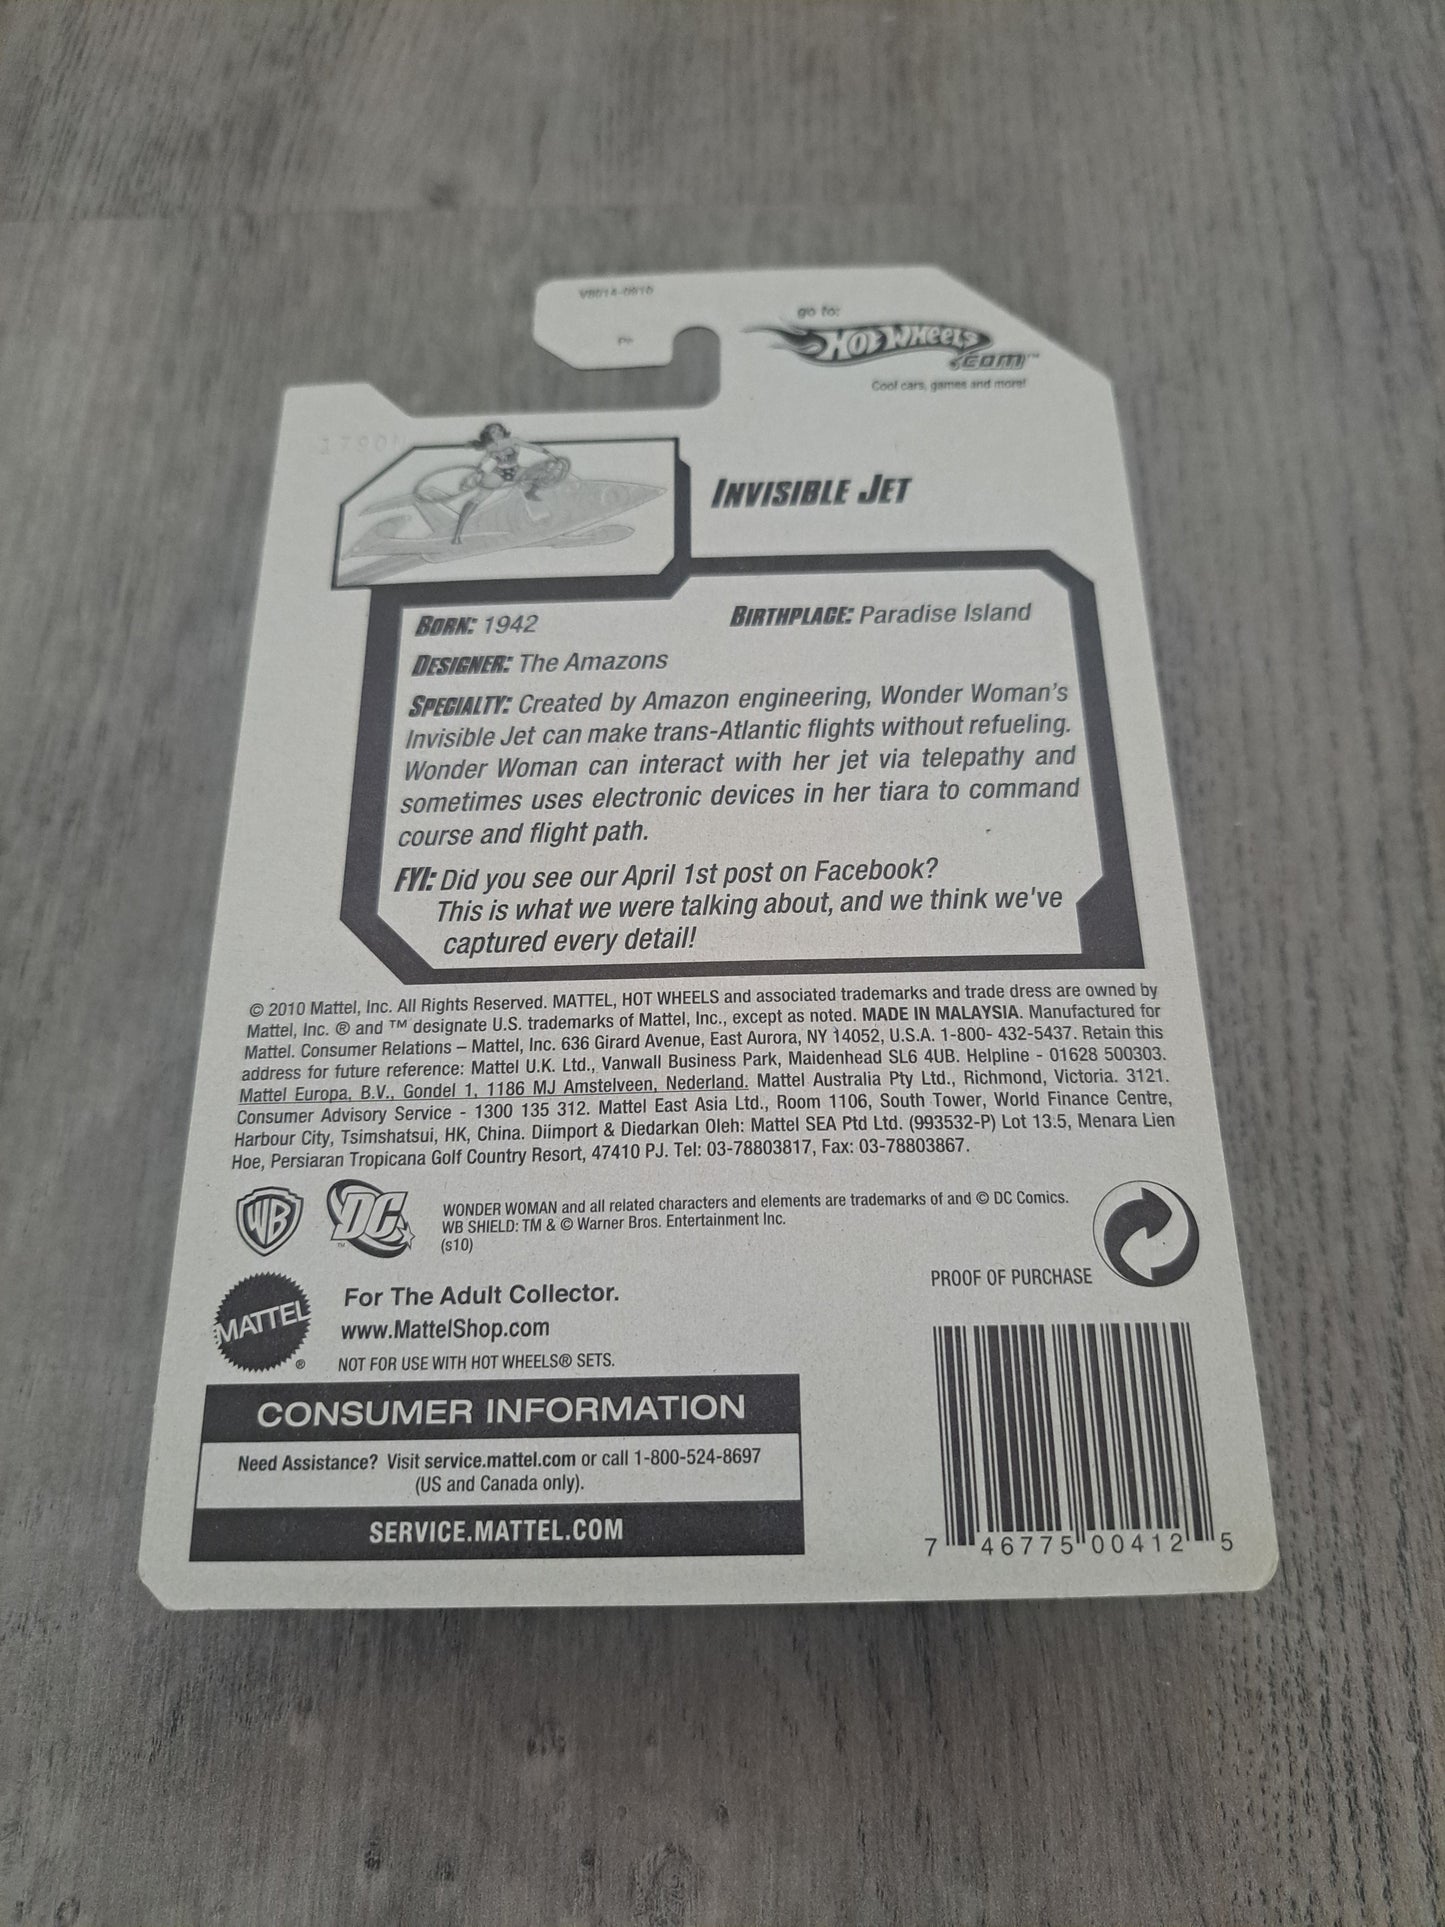 V8014-0910
go to:
HOT WHEELS
.COM™
Cool cars, games and more!
INVISIBLE JET
BORN: 1942
BIRTHPLACE: Paradise Island
DESIGNER: The Amazons
SPECIALTY: Created by Amazon engineering, Wonder Woman's
Invisible Jet can make trans-Atlantic flights without refueling.
Wonder Woman can interact with her jet via telepathy and
sometimes uses electronic devices in her tiara to command
course and flight path.
FYI: Did you see our April 1st post on Facebook?
This is what we were talking about, and we think we've
captured every detail!
© 2010 Mattel, Inc. All Rights Reserved. MATTEL, HOT WHEELS and associated trademarks and trade dress are owned by
Mattel, Inc. ® and ™ designate U.S. trademarks of Mattel, Inc., except as noted. MADE IN MALAYSIA. Manufactured for
Mattel. Consumer Relations – Mattel, Inc. 636 Girard Avenue, East Aurora, NY 14052, U.S.A. 1-800- 432-5437. Retain this
address for future reference: Mattel U.K. Ltd., Vanwall Business Park, Maidenhead SL6 4UB. Helpline - 01628 500303.
Mattel Europa, B.V., Gondel 1, 1186 MJ Amstelveen, Nederland. Mattel Australia Pty Ltd., Richmond, Victoria. 3121.
Consumer Advisory Service - 1300 135 312. Mattel East Asia Ltd., Room 1106, South Tower, World Finance Centre,
Harbour City, Tsimshatsui, HK, China. Diimport & Diedarkan Oleh: Mattel SEA Ptd Ltd. (993532-P) Lot 13.5, Menara Lien
Hoe, Persiaran Tropicana Golf Country Resort, 47410 PJ. Tel: 03-78803817, Fax: 03-78803867.
WB
DC
™
WONDER WOMAN and all related characters and elements are trademarks of and © DC Comics.
WB SHIELD: TM & © Warner Bros. Entertainment Inc.
(s10)
PROOF OF PURCHASE
MATTEL
®
For The Adult Collector.
www.MattelShop.com
NOT FOR USE WITH HOT WHEELS® SETS.
CONSUMER INFORMATION
Need Assistance? Visit service.mattel.com or call 1-800-524-8697
(US and Canada only).
SERVICE.MATTEL.COM
7 46775 00412 5